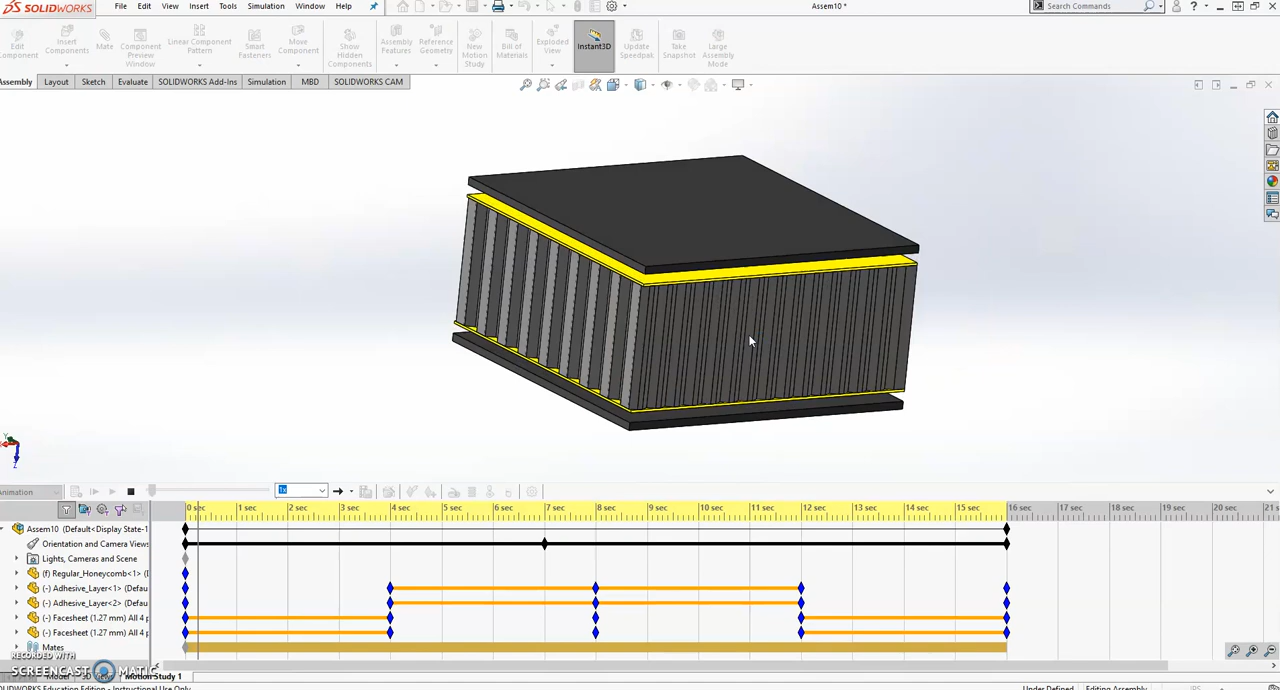 SOLIDWORKS File Edit View Insert Tools Simulation Window Help Assem10 * Search Commands
Edit Component
Insert Components
Mate
Component Preview Window
Linear Component Pattern
Smart Fasteners
Move Component
Show Hidden Components
Assembly Features
Reference Geometry
New Motion Study
Bill of Materials
Exploded View
Instant3D
Update Speedpak
Take Snapshot
Large Assembly Mode
Assembly Layout Sketch Evaluate SOLIDWORKS Add-Ins Simulation MBD SOLIDWORKS CAM
Animation 1x
0 sec 1 sec 2 sec 3 sec 4 sec 5 sec 6 sec 7 sec 8 sec 9 sec 10 sec 11 sec 12 sec 13 sec 14 sec 15 sec 16 sec 17 sec 18 sec 19 sec 20 sec 21 s
Assem10 (Default<Display State-1
Orientation and Camera Views
Lights, Cameras and Scene
(f) Regular_Honeycomb<1> (D
(-) Adhesive_Layer<1> (Defau
(-) Adhesive_Layer<2> (Defau
(-) Facesheet (1.27 mm) All 4 p
(-) Facesheet (1.27 mm) All 4 p
Mates
RECORDED WITH
SCREENCAST MATIC
Model Motion Study 1
SOLIDWORKS Education Edition - Instructional Use Only Under Defined Editing Assembly